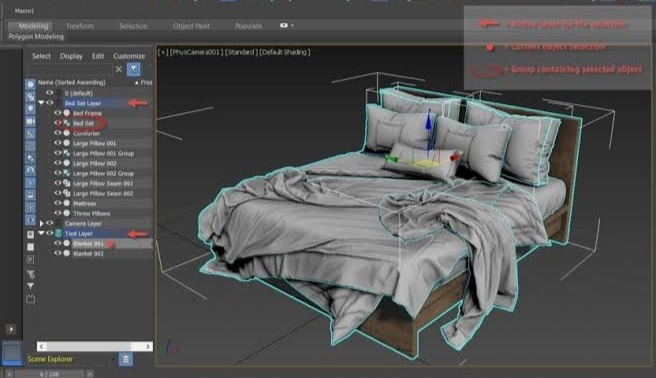 Macro1
Modeling Freeform Selection Object Paint Populate
Polygon Modeling
= Active layer for the selection
= Current object selection
= Group containing selected object
Select Display Edit Customize
[+] [PhysCamera001] [Standard] [Default Shading]
Name (Sorted Ascending) ▲ Froz
0 (default)
Bed Set Layer
Bed Frame
Bed Set
Comforter
Large Pillow 001
Large Pillow 001 Group
Large Pillow 002
Large Pillow 002 Group
Large Pillow Seam 001
Large Pillow Seam 002
Mattress
Throw Pillows
Camera Layer
Test Layer
Blanket 001
Blanket 002
Scene Explorer
0 / 100